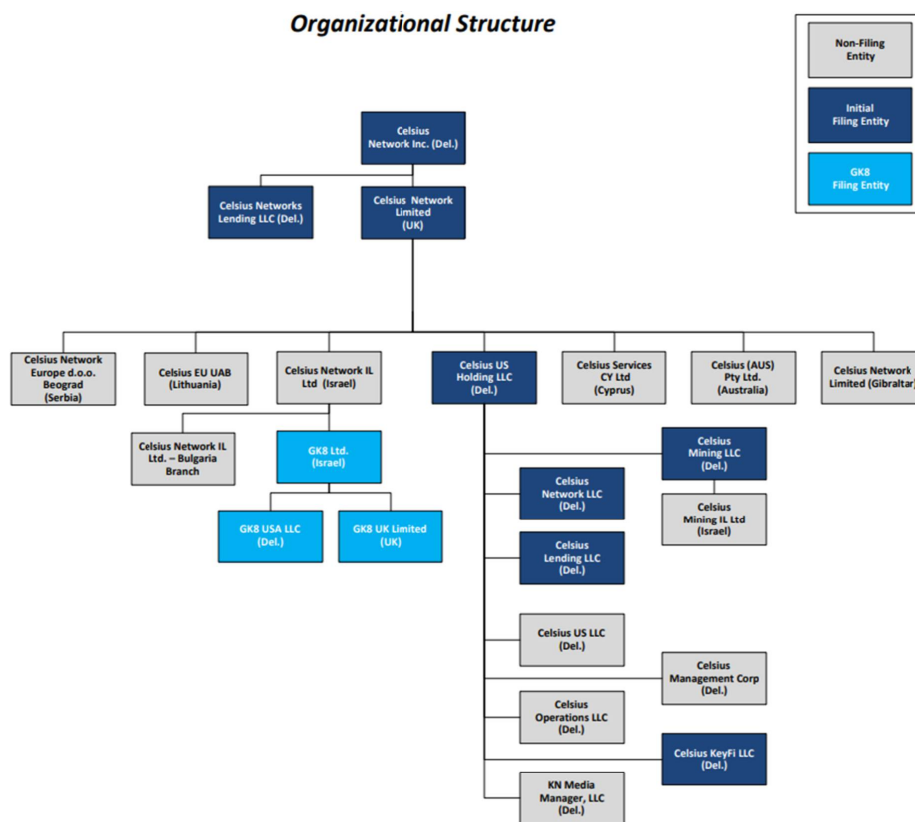 Organizational Structure
Non-Filing
Entity
Initial
Filing Entity
GK8
Filing Entity
Celsius
Network Inc. (Del.)
Celsius Networks
Lending LLC (Del.)
Celsius Network
Limited
(UK)
Celsius Network
Europe d.o.o.
Beograd
(Serbia)
Celsius EU UAB
(Lithuania)
Celsius Network IL
Ltd (Israel)
Celsius US
Holding LLC
(Del.)
Celsius Services
CY Ltd
(Cyprus)
Celsius (AUS)
Pty Ltd.
(Australia)
Celsius Network
Limited (Gibraltar)
Celsius Network IL
Ltd. – Bulgaria
Branch
GK8 Ltd.
(Israel)
Celsius
Mining LLC
(Del.)
Celsius
Network LLC
(Del.)
Celsius
Mining IL Ltd
(Israel)
GK8 USA LLC
(Del.)
GK8 UK Limited
(UK)
Celsius
Lending LLC
(Del.)
Celsius US LLC
(Del.)
Celsius
Management Corp
(Del.)
Celsius
Operations LLC
(Del.)
Celsius KeyFi LLC
(Del.)
KN Media
Manager, LLC
(Del.)